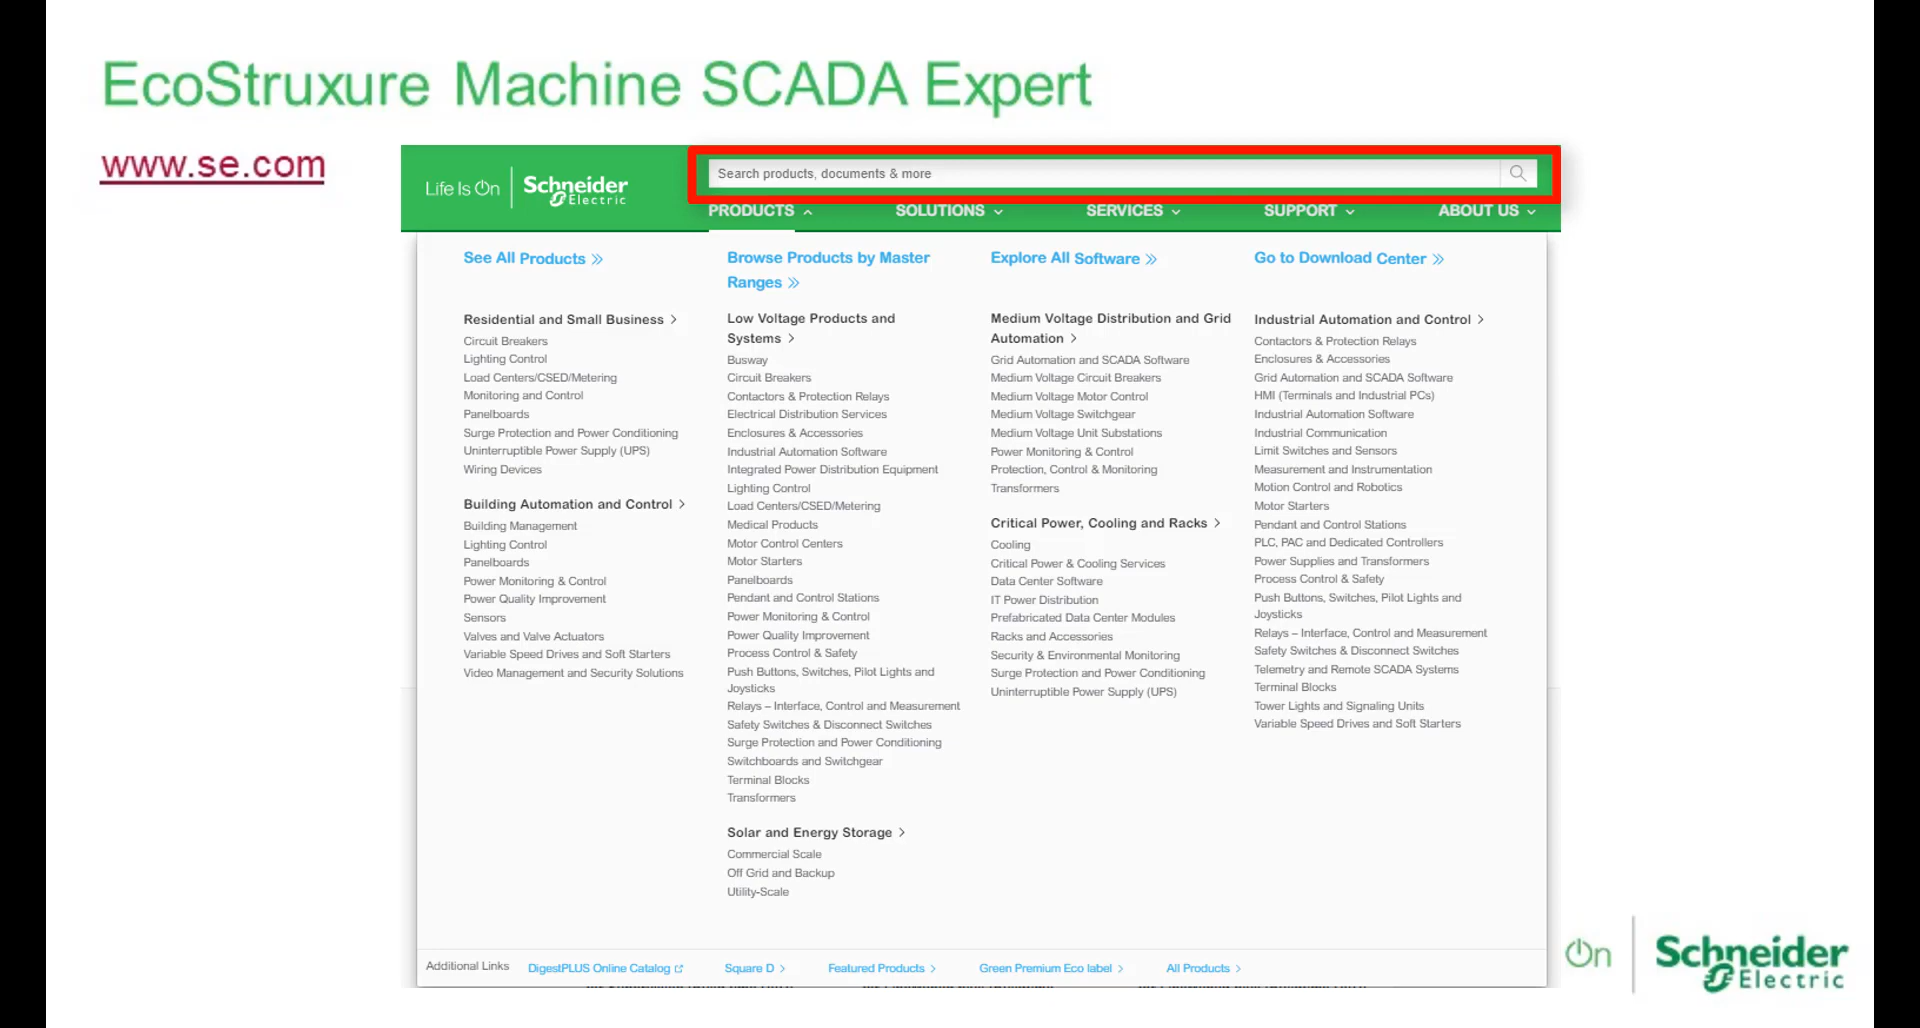 EcoStruxure Machine SCADA Expert
www.se.com
Life Is On
Schneider
Electric
Search products, documents & more
PRODUCTS
SOLUTIONS
SERVICES
SUPPORT
ABOUT US
See All Products
Residential and Small Business
Circuit Breakers
Lighting Control
Load Centers/CSED/Metering
Monitoring and Control
Panelboards
Surge Protection and Power Conditioning
Uninterruptible Power Supply (UPS)
Wiring Devices
Building Automation and Control
Building Management
Lighting Control
Panelboards
Power Monitoring & Control
Power Quality Improvement
Sensors
Valves and Valve Actuators
Variable Speed Drives and Soft Starters
Video Management and Security Solutions
Browse Products by Master
Ranges
Low Voltage Products and
Systems
Busway
Circuit Breakers
Contactors & Protection Relays
Electrical Distribution Services
Enclosures & Accessories
Industrial Automation Software
Integrated Power Distribution Equipment
Lighting Control
Load Centers/CSED/Metering
Medical Products
Motor Control Centers
Motor Starters
Panelboards
Pendant and Control Stations
Power Monitoring & Control
Power Quality Improvement
Process Control & Safety
Push Buttons, Switches, Pilot Lights and
Joysticks
Relays – Interface, Control and Measurement
Safety Switches & Disconnect Switches
Surge Protection and Power Conditioning
Switchboards and Switchgear
Terminal Blocks
Transformers
Solar and Energy Storage
Commercial Scale
Off Grid and Backup
Utility-Scale
Explore All Software
Medium Voltage Distribution and Grid
Automation
Grid Automation and SCADA Software
Medium Voltage Circuit Breakers
Medium Voltage Motor Control
Medium Voltage Switchgear
Medium Voltage Unit Substations
Power Monitoring & Control
Protection, Control & Monitoring
Transformers
Critical Power, Cooling and Racks
Cooling
Critical Power & Cooling Services
Data Center Software
IT Power Distribution
Prefabricated Data Center Modules
Racks and Accessories
Security & Environmental Monitoring
Surge Protection and Power Conditioning
Uninterruptible Power Supply (UPS)
Go to Download Center
Industrial Automation and Control
Contactors & Protection Relays
Enclosures & Accessories
Grid Automation and SCADA Software
HMI (Terminals and Industrial PCs)
Industrial Automation Software
Industrial Communication
Limit Switches and Sensors
Measurement and Instrumentation
Motion Control and Robotics
Motor Starters
Pendant and Control Stations
PLC, PAC and Dedicated Controllers
Power Supplies and Transformers
Process Control & Safety
Push Buttons, Switches, Pilot Lights and
Joysticks
Relays – Interface, Control and Measurement
Safety Switches & Disconnect Switches
Telemetry and Remote SCADA Systems
Terminal Blocks
Tower Lights and Signaling Units
Variable Speed Drives and Soft Starters
Additional Links
DigestPLUS Online Catalog
Square D
Featured Products
Green Premium Eco label
All Products
On
Schneider
Electric